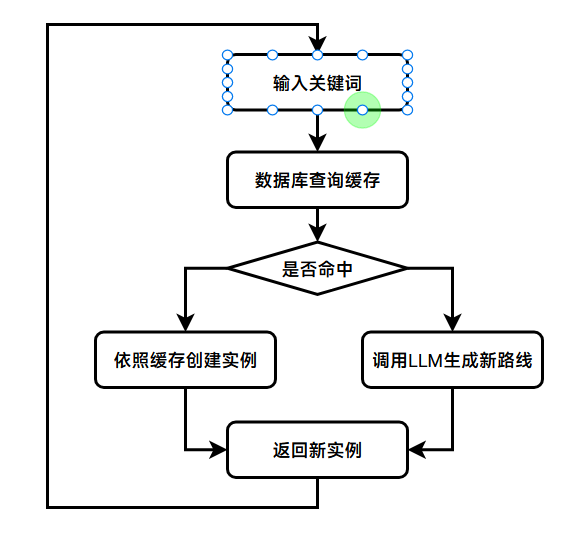 输入关键词
数据库查询缓存
是否命中
依照缓存创建实例
调用LLM生成新路线
返回新实例